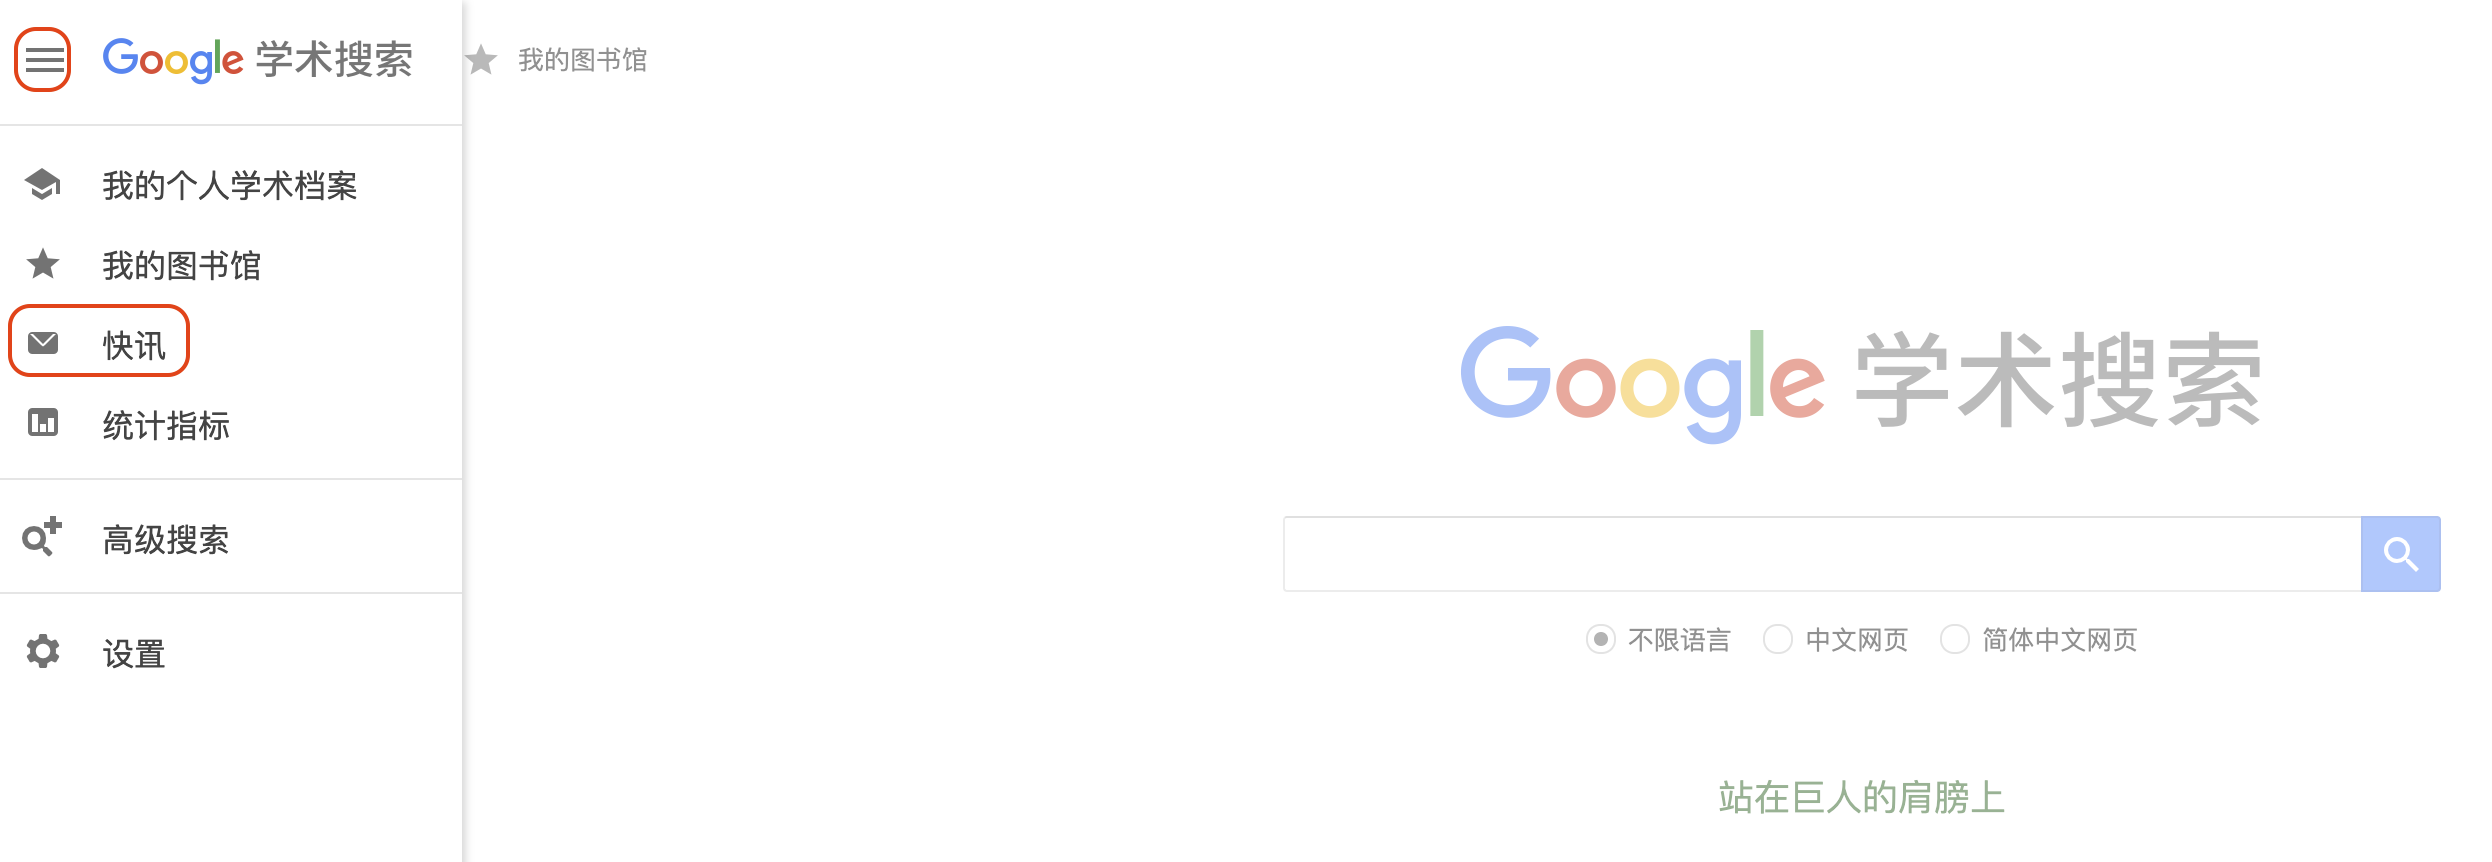 Google 学术搜索
我的图书馆
我的个人学术档案
我的图书馆
快讯
统计指标
高级搜索
设置
Google 学术搜索
不限语言 中文网页 简体中文网页
站在巨人的肩膀上